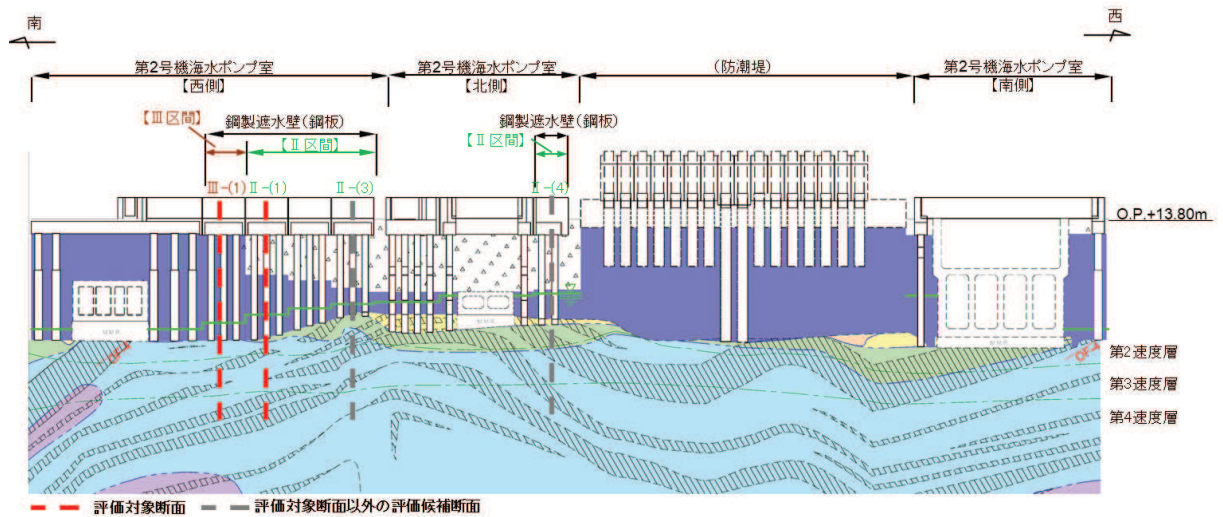 南
西
第2号機海水ポンプ室
【西側】
第2号機海水ポンプ室
【北側】
(防潮堤)
第2号機海水ポンプ室
【南側】
【Ⅲ区間】
鋼製遮水壁(鋼板)
【Ⅱ区間】
鋼製遮水壁(鋼板)
【Ⅱ区間】
Ⅲ-(1)
Ⅱ-(1)
Ⅱ-(3)
Ⅱ-(4)
O.P.+13.80m
OF-4
OF-4
第2速度層
第3速度層
第4速度層
評価対象断面
評価対象断面以外の評価候補断面